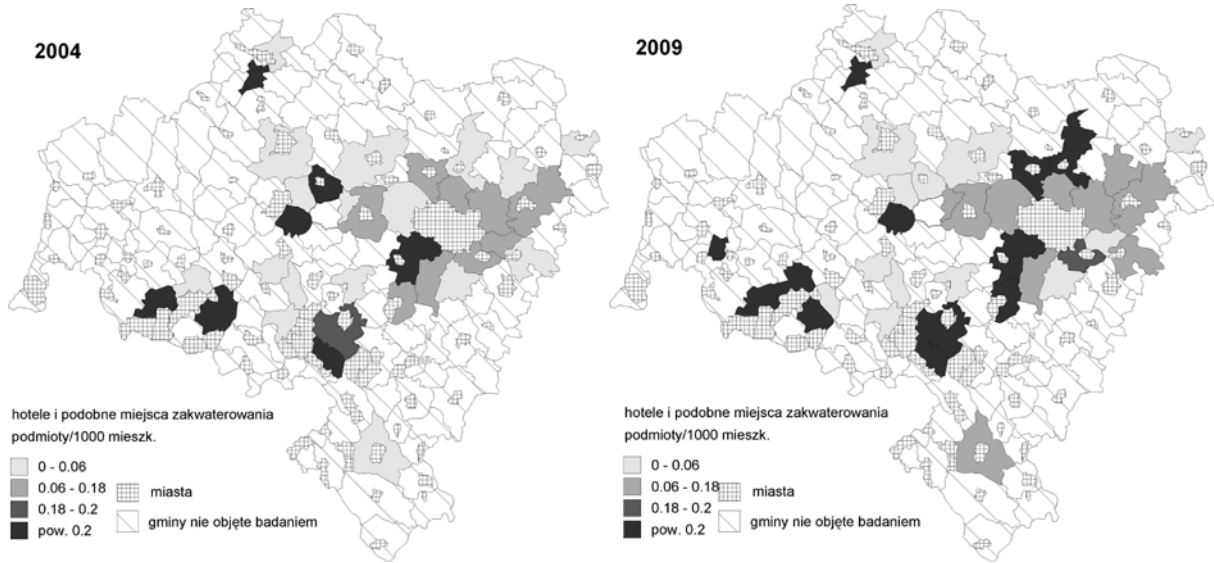 2004
hotele i podobne miejsca zakwaterowania
podmioty/1000 mieszk.
0 - 0.06
0.06 - 0.18
0.18 - 0.2
pow. 0.2
miasta
gminy nie objęte badaniem
2009
hotele i podobne miejsca zakwaterowania
podmioty/1000 mieszk.
0 - 0.06
0.06 - 0.18
0.18 - 0.2
pow. 0.2
miasta
gminy nie objęte badaniem